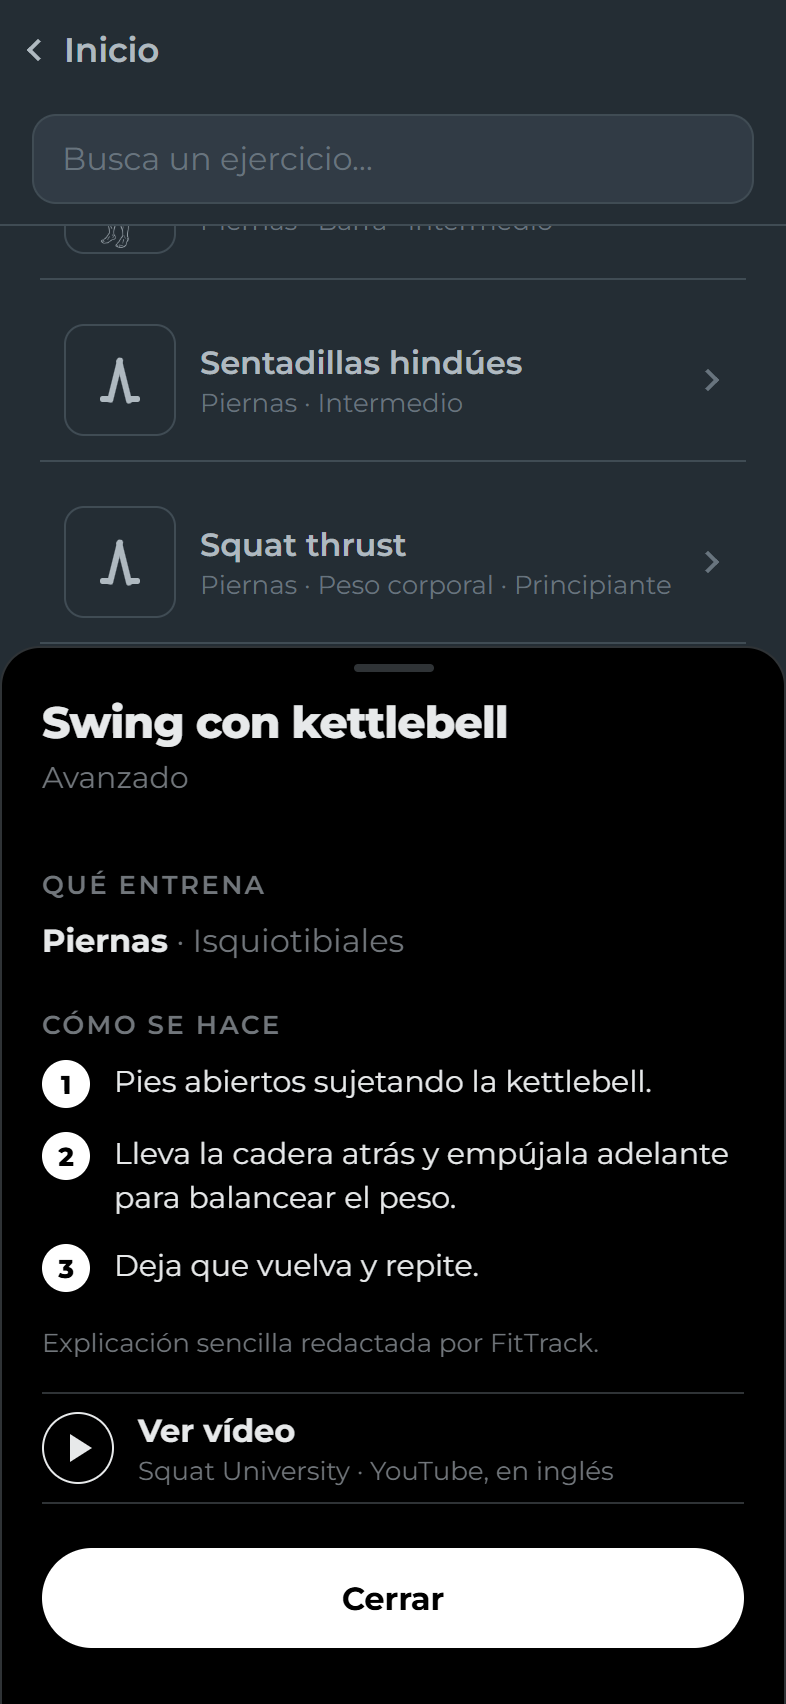 Inicio
Busca un ejercicio...
Piernas · Barra · Intermedio
Sentadillas hindúes
Piernas · Intermedio
Squat thrust
Piernas · Peso corporal · Principiante
Swing con kettlebell
Avanzado
QUÉ ENTRENA
Piernas · Isquiotibiales
CÓMO SE HACE
1 Pies abiertos sujetando la kettlebell.
2 Lleva la cadera atrás y empújala adelante
para balancear el peso.
3 Deja que vuelva y repite.
Explicación sencilla redactada por FitTrack.
Ver vídeo
Squat University · YouTube, en inglés
Cerrar